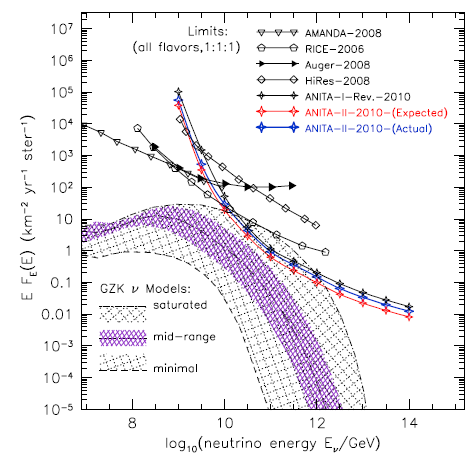 Limits:
(all flavors,1:1:1)
AMANDA-2008
RICE-2006
Auger-2008
HiRes-2008
ANITA-I-Rev.-2010
ANITA-II-2010-(Expected)
ANITA-II-2010-(Actual)
E F_E(E) (km⁻² yr⁻¹ ster⁻¹)
10⁷
10⁶
10⁵
10⁴
10³
10²
10
1
0.1
0.01
10⁻³
10⁻⁴
10⁻⁵
GZK ν Models:
saturated
mid-range
minimal
8
10
12
14
log₁₀(neutrino energy E_ν/GeV)